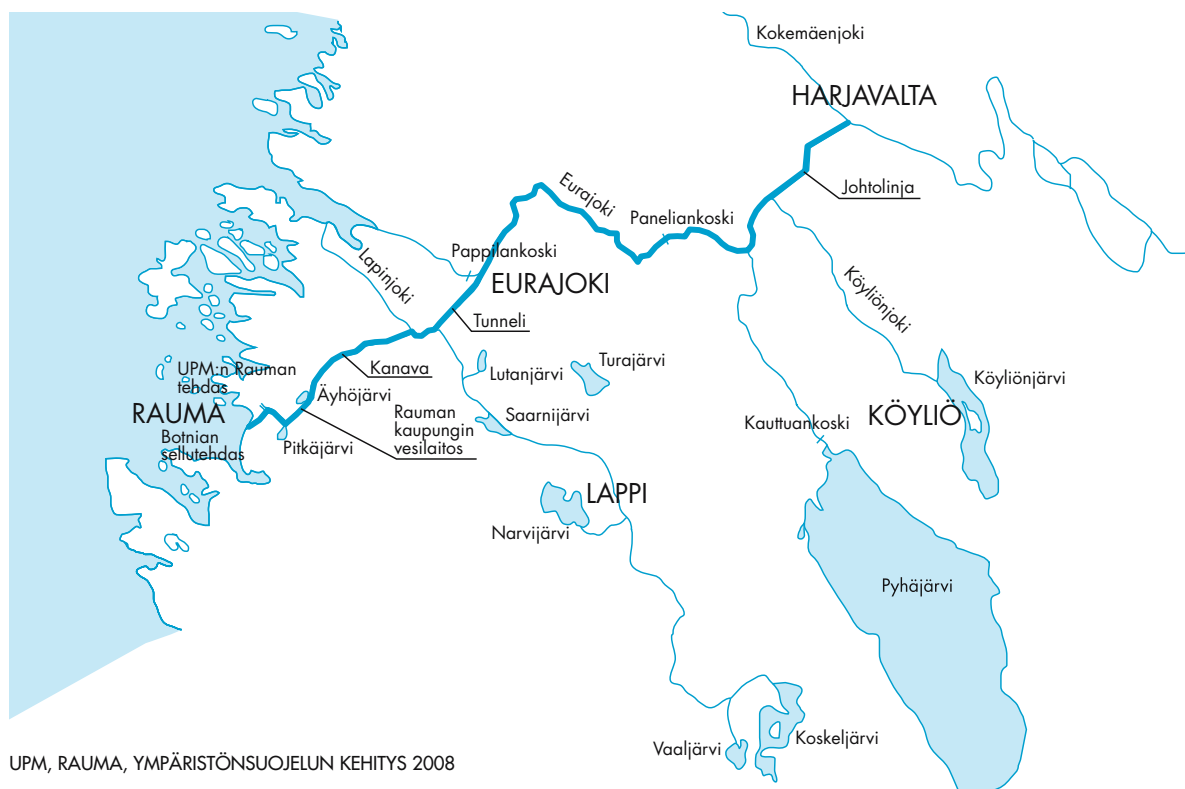 Kokemäenjoki
HARJAVALTA
Johtolinja
Eurajoki
Paneliankoski
Pappilankoski
EURAJOKI
Lapinjoki
Köyliönjoki
Tunneli
Kanava
Lutanjärvi
Turajärvi
UPM:n Rauman
tehdas
Äyhöjärvi
Köyliönjärvi
RAUMA
Rauman
kaupungin
vesilaitos
Saarnijärvi
Kauttuankoski
KÖYLIÖ
Botnian
sellutehdas
Pitkäjärvi
LAPPI
Narvijärvi
Pyhäjärvi
Vaaljärvi
Koskeljärvi
UPM, RAUMA, YMPÄRISTÖNSUOJELUN KEHITYS 2008